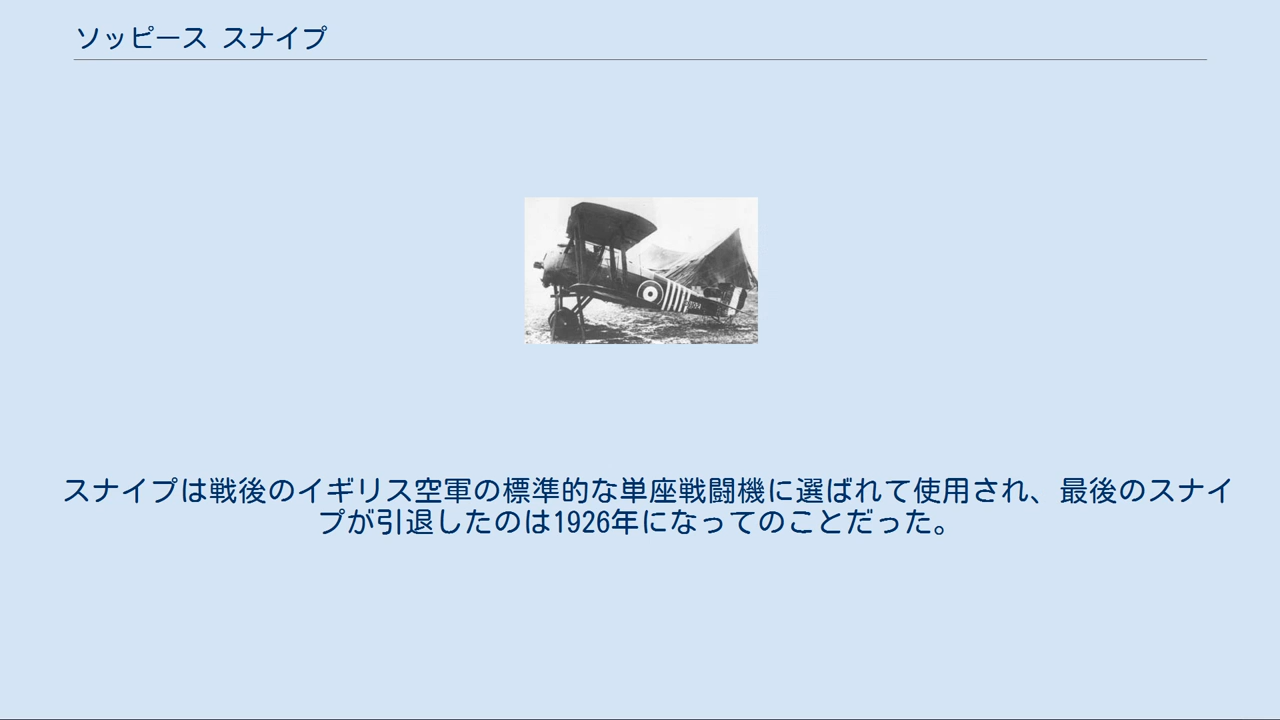 ソッピース スナイプ
スナイプは戦後のイギリス空軍の標準的な単座戦闘機に選ばれて使用され、最後のスナイ
プが引退したのは1926年になってのことだった。